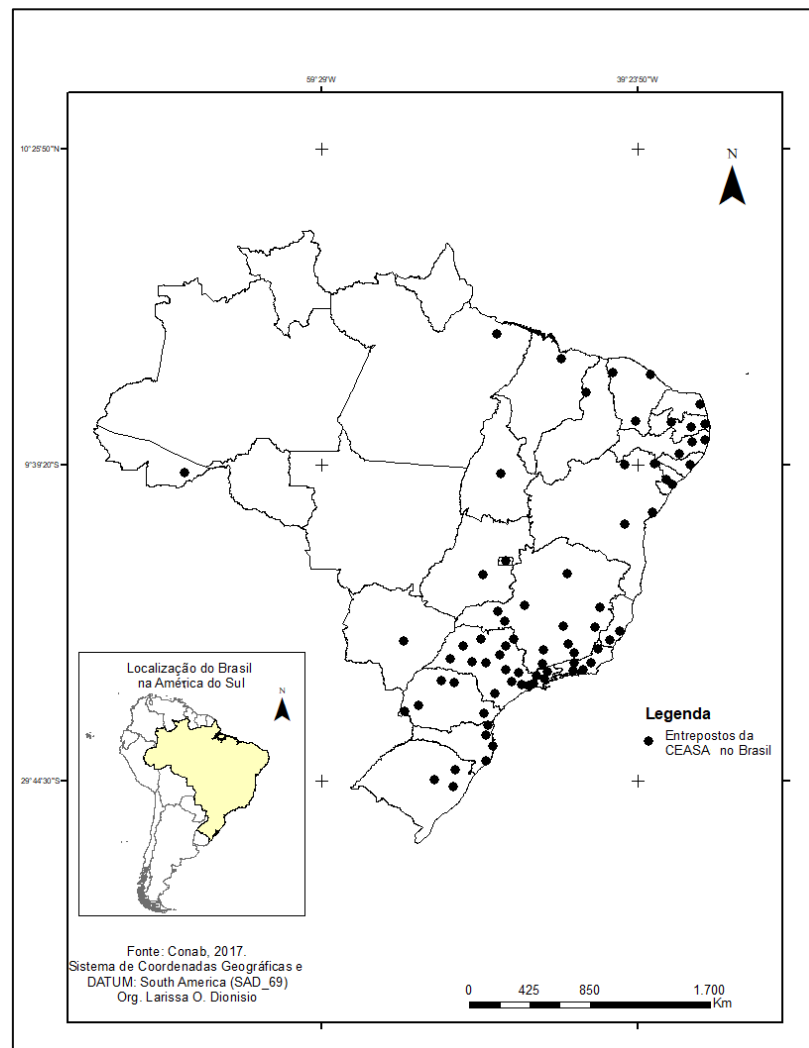 59°29'W
39°23'50"W
10°25'50"N
N
9°39'20"S
Localização do Brasil
na América do Sul
N
Legenda
Entrepostos da
CEASA no Brasil
29°44'30"S
Fonte: Conab, 2017.
Sistema de Coordenadas Geográficas e
DATUM: South America (SAD_69)
Org. Larissa O. Dionisio
0 425 850 1.700
Km